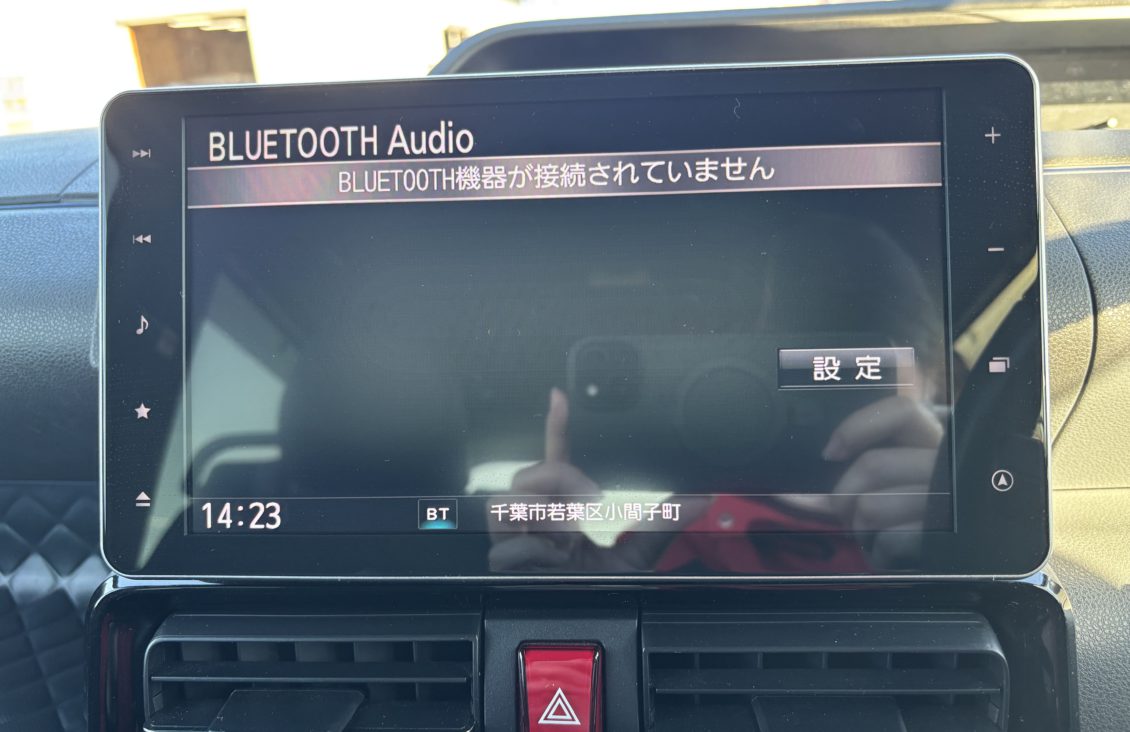 BLUETOOTH Audio
BLUETOOTH機器が接続されていません
設定
14:23
BT
千葉市若葉区小間子町